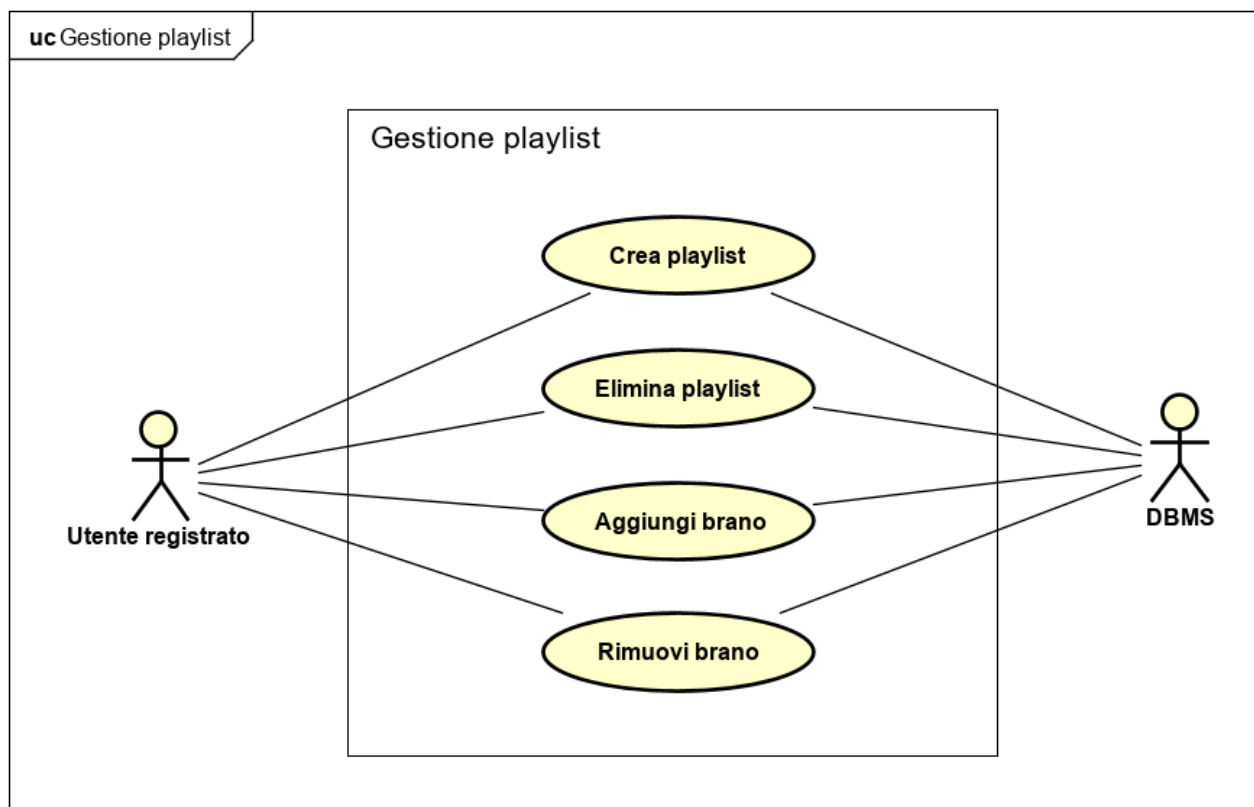 uc Gestione playlist
Gestione playlist
Crea playlist
Elimina playlist
Aggiungi brano
Rimuovi brano
Utente registrato
DBMS